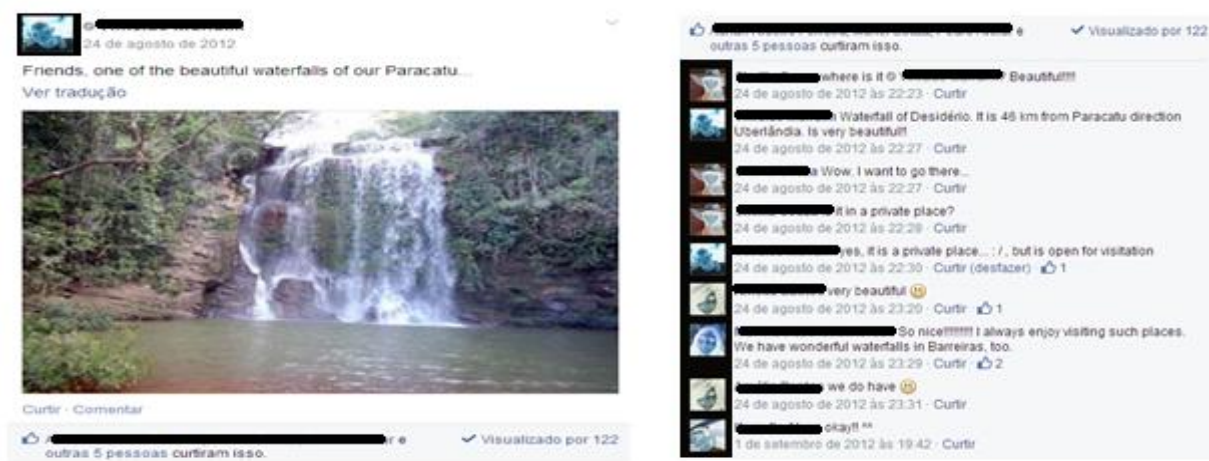 24 de agosto de 2012
Friends, one of the beautiful waterfalls of our Paracatu...
Ver tradução
Curtir · Comentar
e
✓ Visualizado por 122
outras 5 pessoas curtiram isso.
e
✓ Visualizado por 122
outras 5 pessoas curtiram isso.
where is it @ ? Beautiful!!!!
24 de agosto de 2012 às 22:23 · Curtir
Waterfall of Desidério. It is 46 km from Paracatu direction
Uberlândia. Is very beautiful!!
24 de agosto de 2012 às 22:27 · Curtir
Wow, I want to go there...
24 de agosto de 2012 às 22:27 · Curtir
it in a private place?
24 de agosto de 2012 às 22:28 · Curtir
yes, it is a private place... : / , but is open for visitation
24 de agosto de 2012 às 22:30 · Curtir (desfazer) · 1
very beautiful
24 de agosto de 2012 às 23:20 · Curtir · 1
So nice!!!!!!!!! I always enjoy visiting such places.
We have wonderful waterfalls in Barreiras, too.
24 de agosto de 2012 às 23:29 · Curtir · 2
we do have
24 de agosto de 2012 às 23:31 · Curtir
okay!! ^^
1 de setembro de 2012 às 19:42 · Curtir